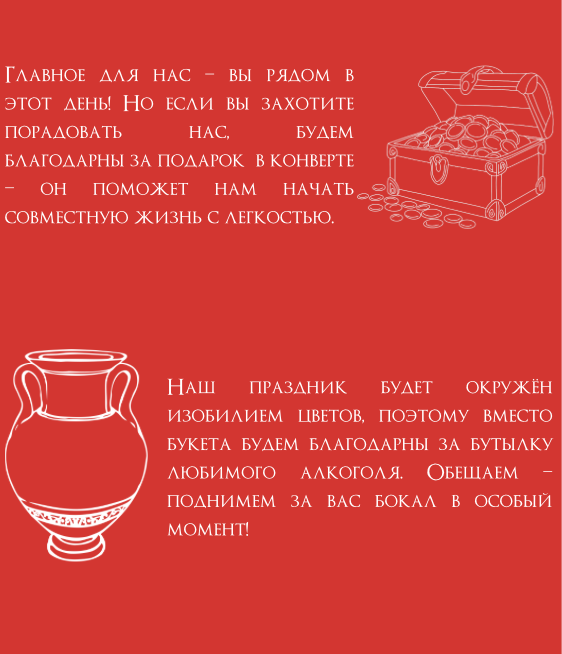 Главное для нас – вы рядом в
этот день! Но если вы захотите
порадовать нас, будем
благодарны за подарок в конверте
– он поможет нам начать
совместную жизнь с легкостью.
Наш праздник будет окружён
изобилием цветов, поэтому вместо
букета будем благодарны за бутылку
любимого алкоголя. Обещаем –
поднимем за вас бокал в особый
момент!